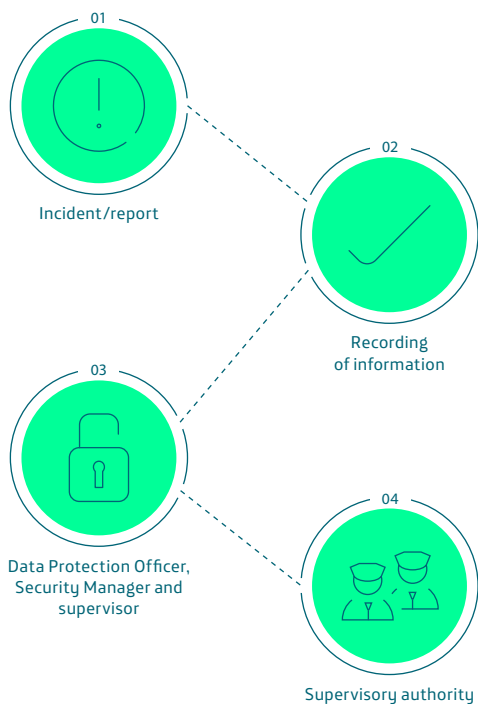 01
Incident/report
02
Recording
of information
03
Data Protection Officer,
Security Manager and
supervisor
04
Supervisory authority